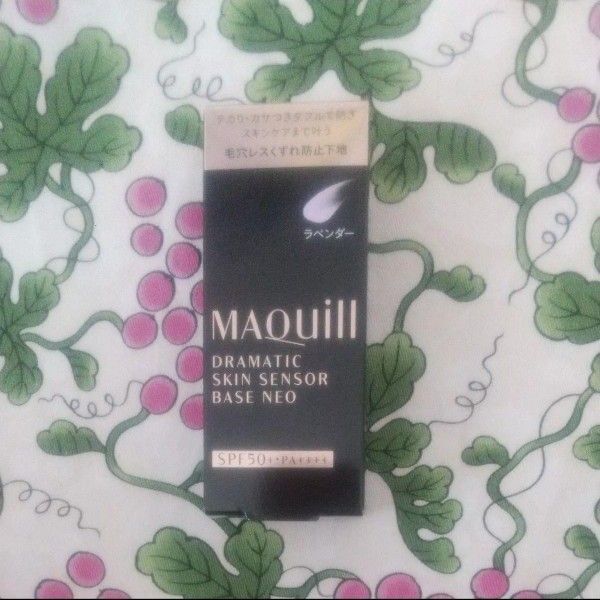 テカリ・カサつきダブルで防ぎ
スキンケアまで叶う
毛穴レスくずれ防止下地
ラベンダー
MAQuill
DRAMATIC
SKIN SENSOR
BASE NEO
SPF50+・PA++++